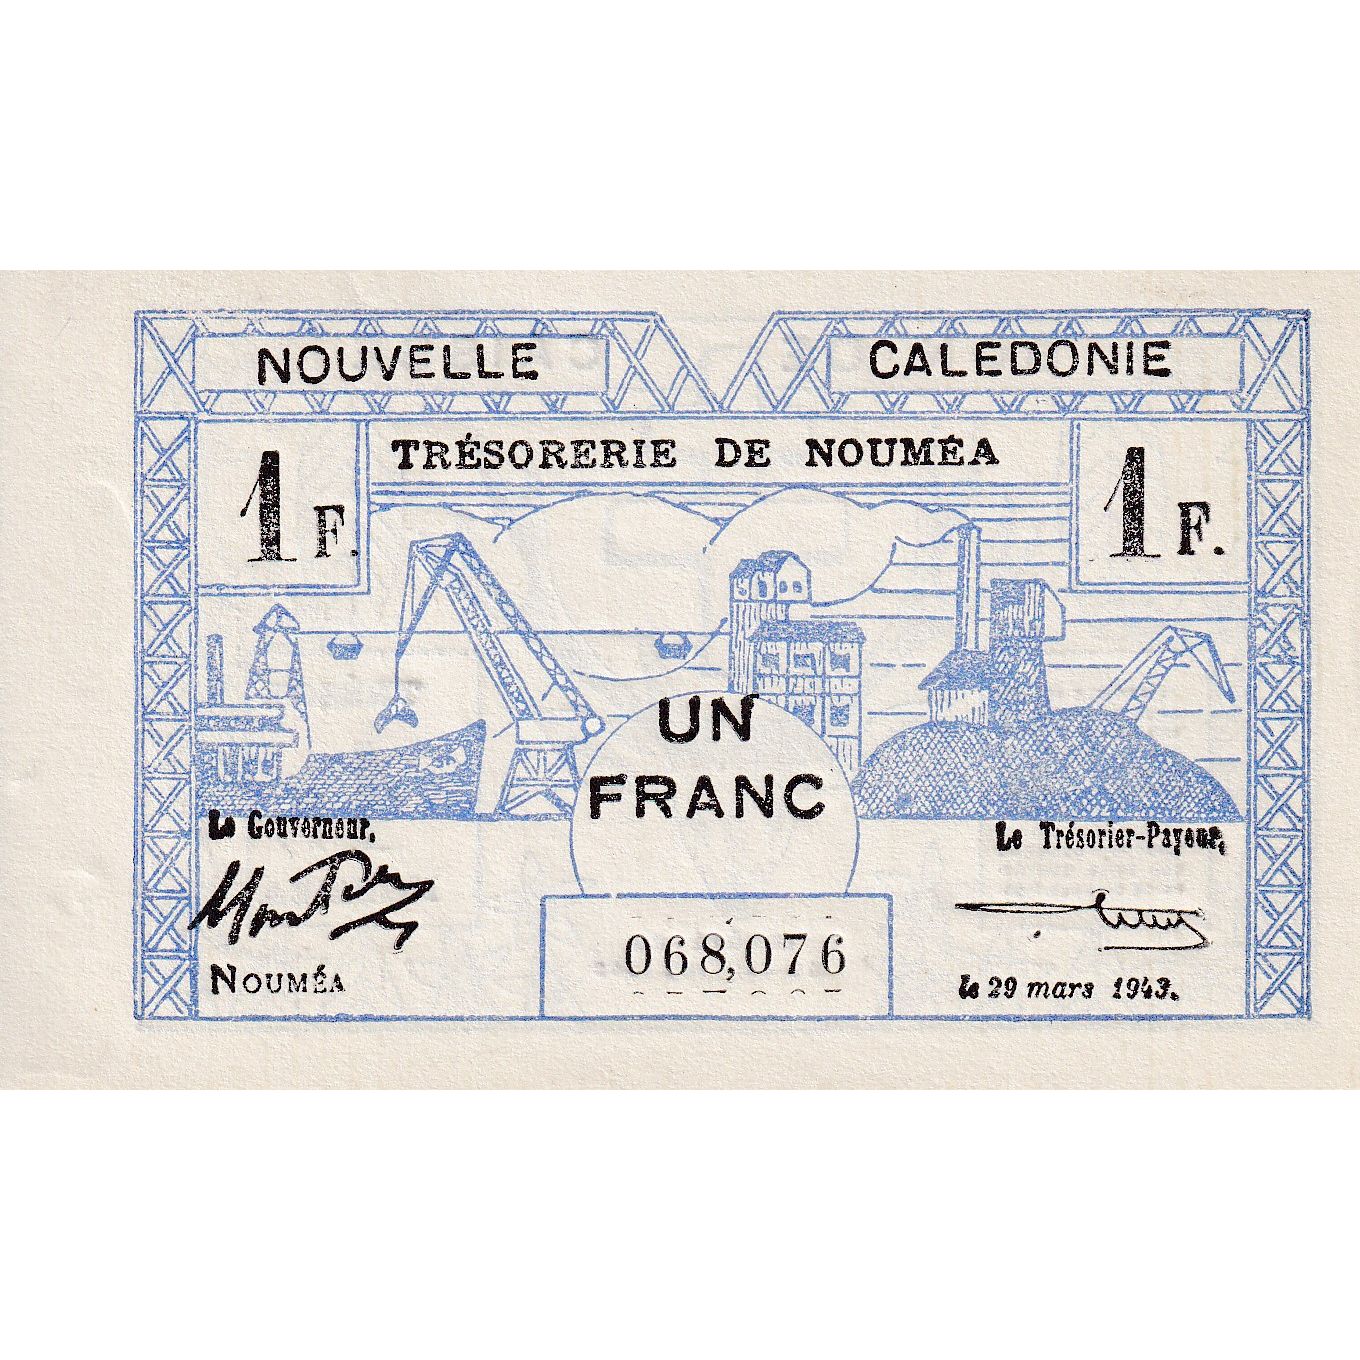 NOUVELLE CALEDONIE
TRÉSORERIE DE NOUMÉA
1 F. 1 F.
UN
FRANC
Le Gouverneur, Le Trésorier-Payeur,
068,076
NOUMÉA le 29 mars 1943.